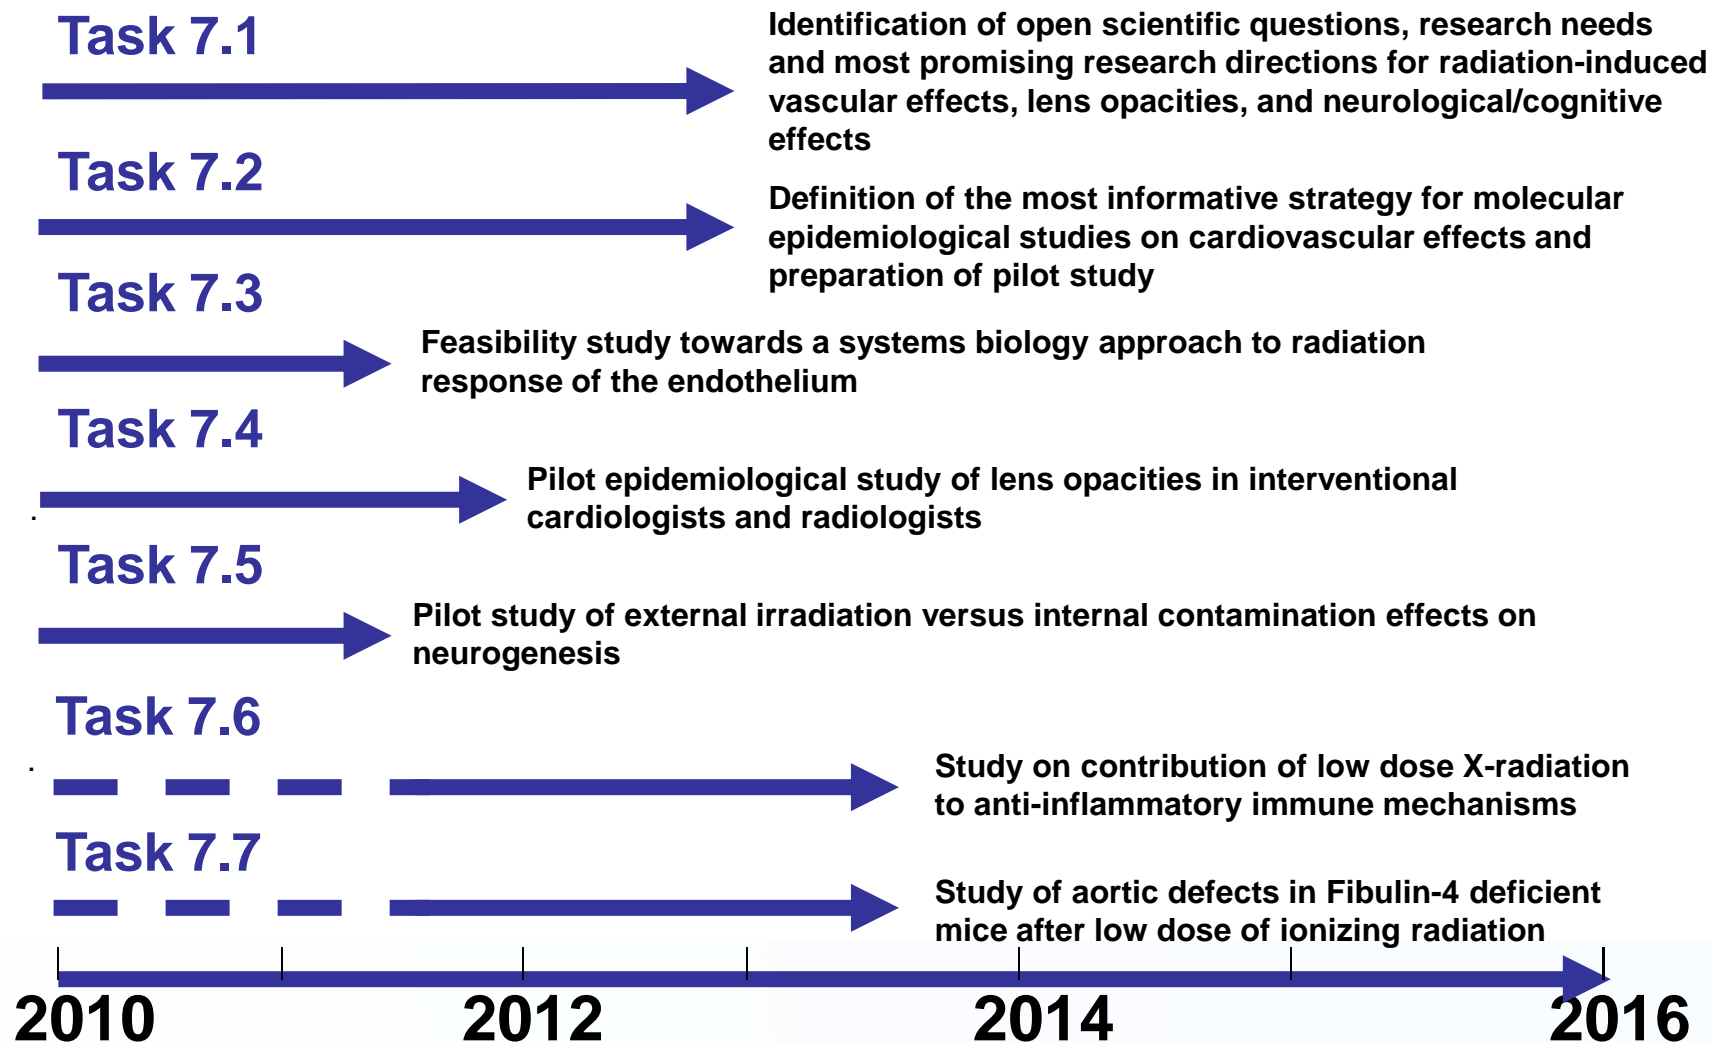 Task 7.1
Identification of open scientific questions, research needs
and most promising research directions for radiation-induced
vascular effects, lens opacities, and neurological/cognitive
effects
Task 7.2
Definition of the most informative strategy for molecular
epidemiological studies on cardiovascular effects and
preparation of pilot study
Task 7.3
Feasibility study towards a systems biology approach to radiation
response of the endothelium
Task 7.4
Pilot epidemiological study of lens opacities in interventional
cardiologists and radiologists
.
Task 7.5
Pilot study of external irradiation versus internal contamination effects on
neurogenesis
Task 7.6
Study on contribution of low dose X-radiation
to anti-inflammatory immune mechanisms
.
Task 7.7
Study of aortic defects in Fibulin-4 deficient
mice after low dose of ionizing radiation
2010 2012 2014 2016